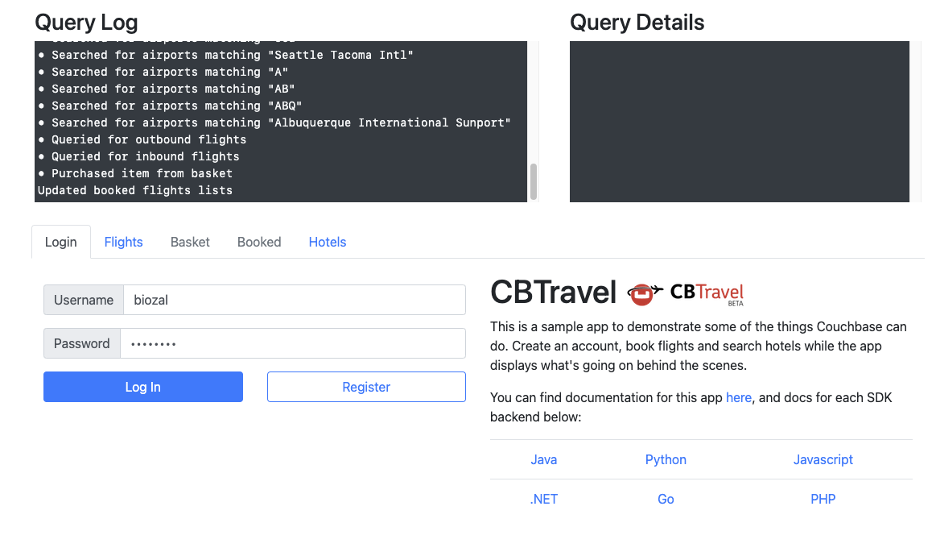 Query Log
Query Details
• Searched for airports matching "Seattle Tacoma Intl"
• Searched for airports matching "A"
• Searched for airports matching "AB"
• Searched for airports matching "ABQ"
• Searched for airports matching "Albuquerque International Sunport"
• Queried for outbound flights
• Queried for inbound flights
• Purchased item from basket
Updated booked flights lists
Login Flights Basket Booked Hotels
Username biozal
Password ••••••••
Log In Register
CBTravel CBTravel
BETA
This is a sample app to demonstrate some of the things Couchbase can
do. Create an account, book flights and search hotels while the app
displays what's going on behind the scenes.
You can find documentation for this app here, and docs for each SDK
backend below:
Java Python Javascript
.NET Go PHP